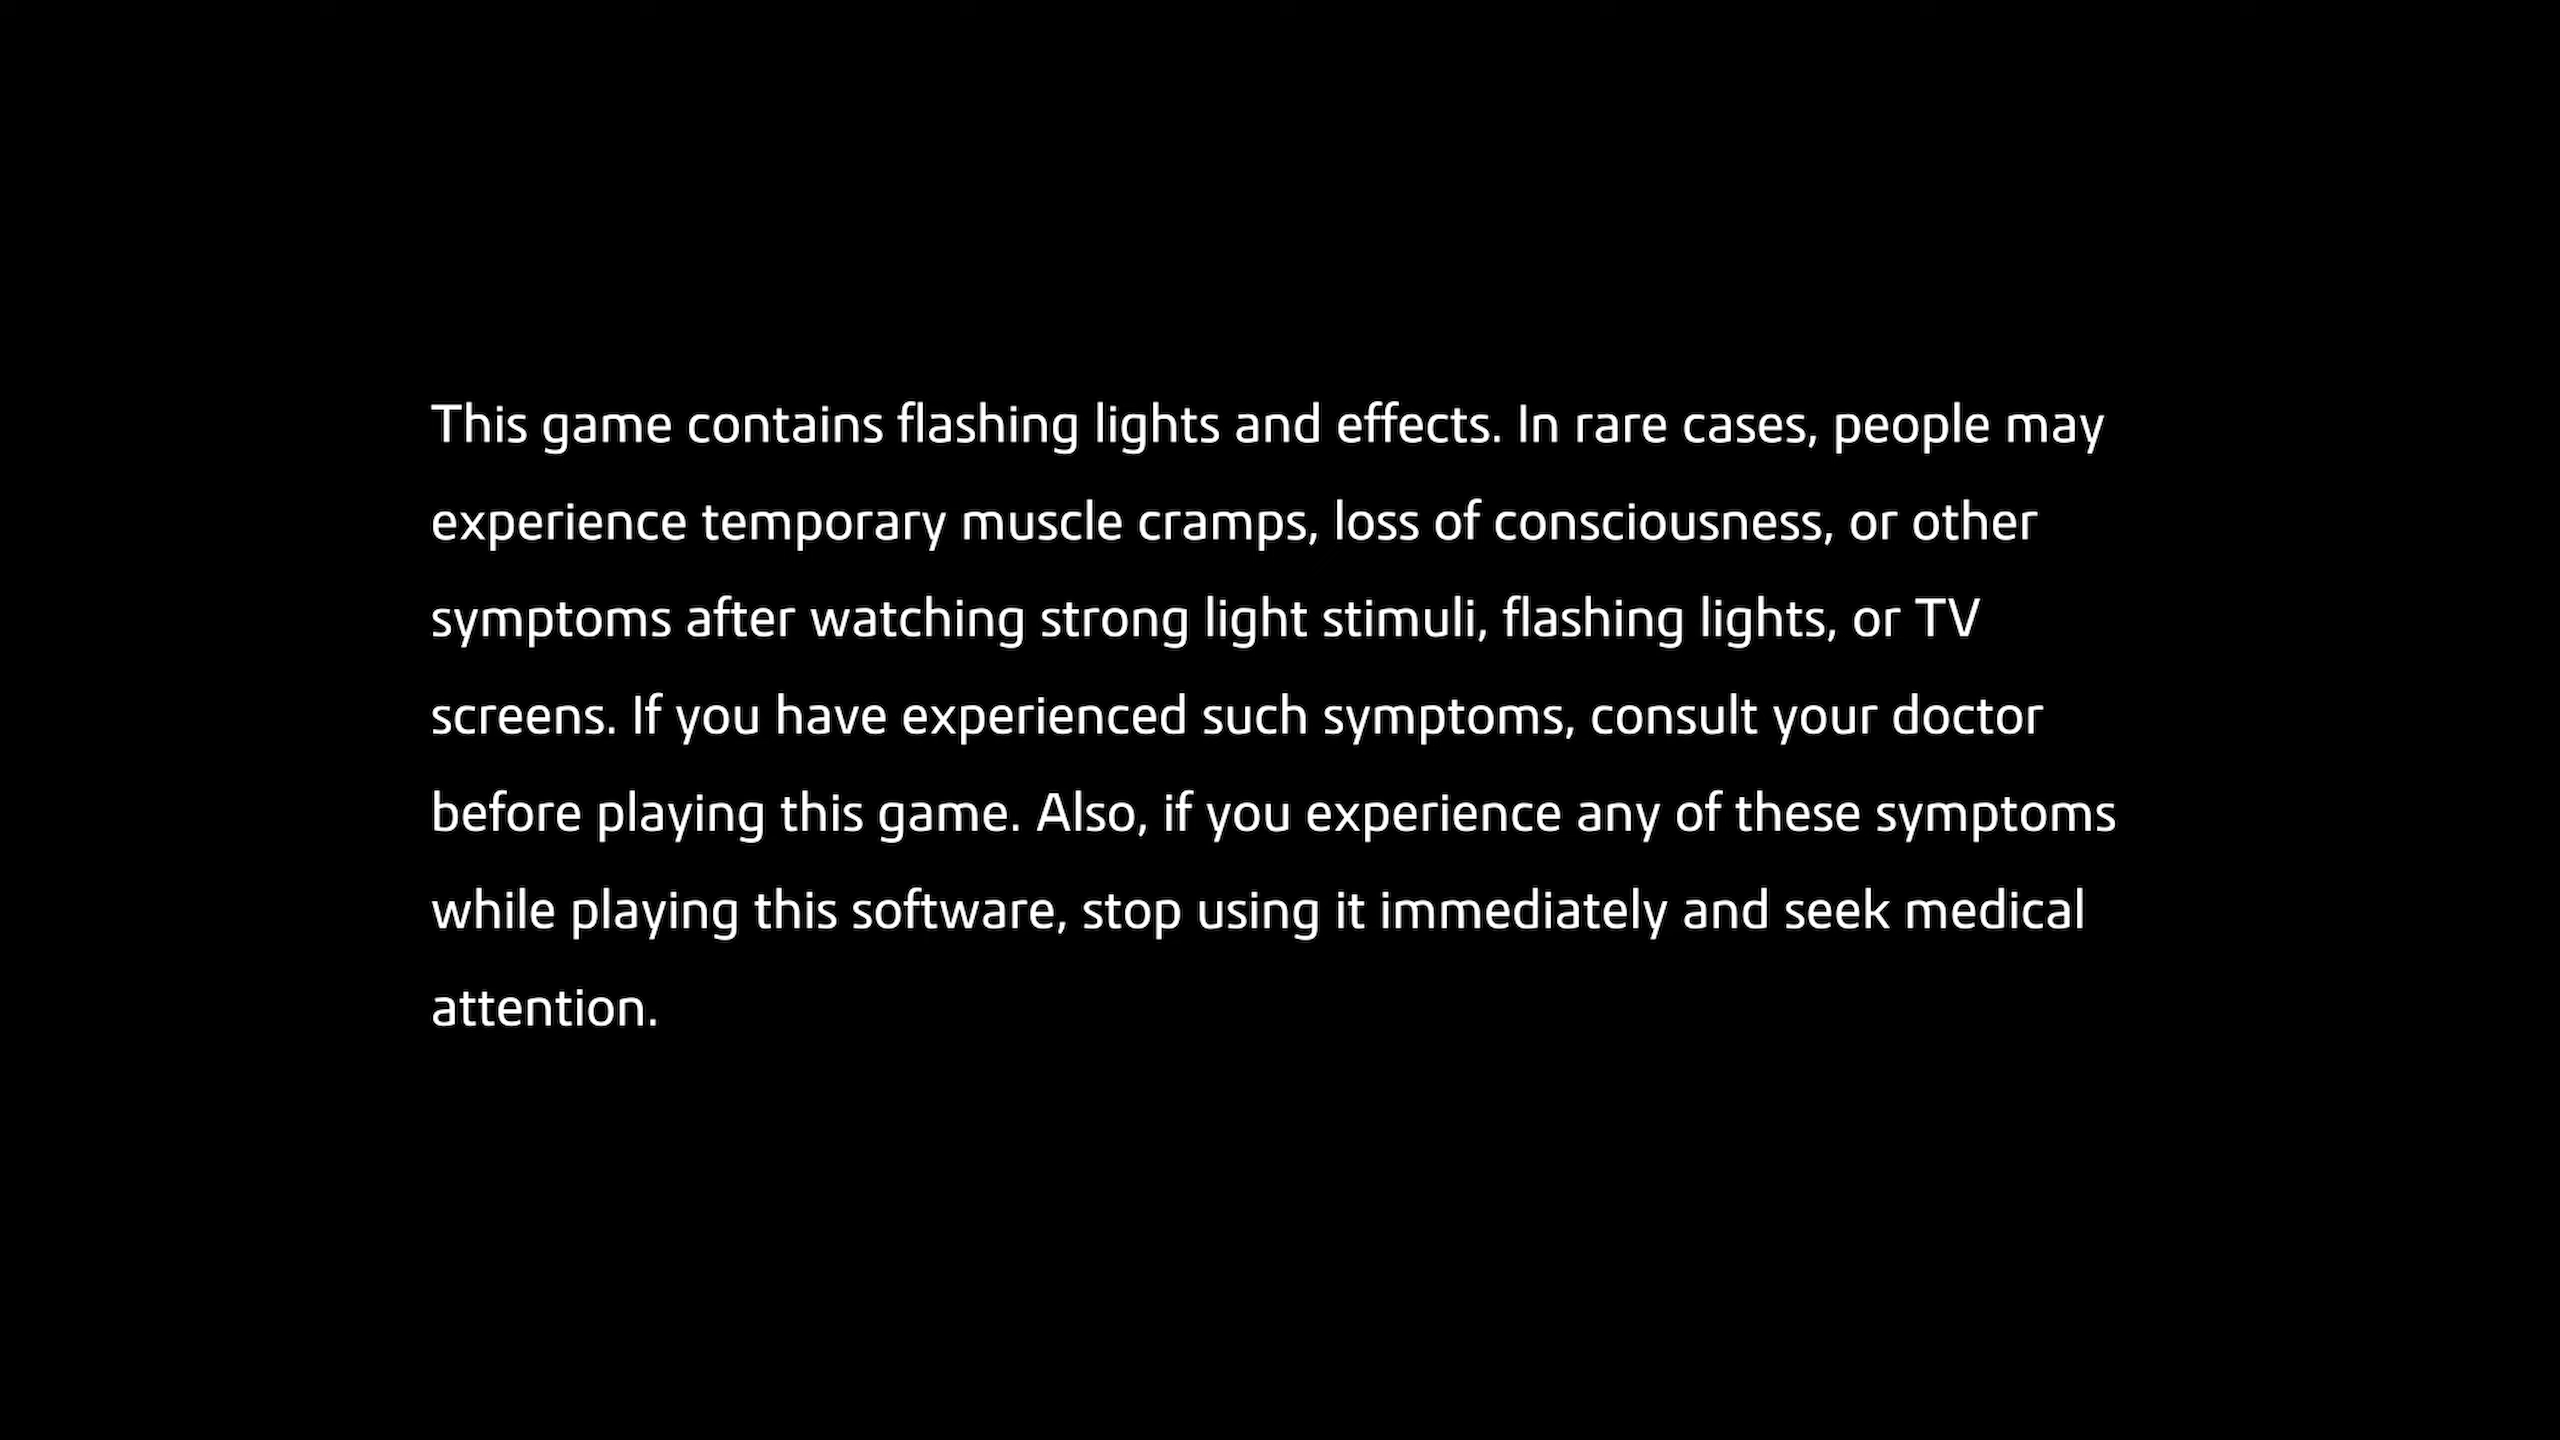 This game contains flashing lights and effects. In rare cases, people may
experience temporary muscle cramps, loss of consciousness, or other
symptoms after watching strong light stimuli, flashing lights, or TV
screens. If you have experienced such symptoms, consult your doctor
before playing this game. Also, if you experience any of these symptoms
while playing this software, stop using it immediately and seek medical
attention.